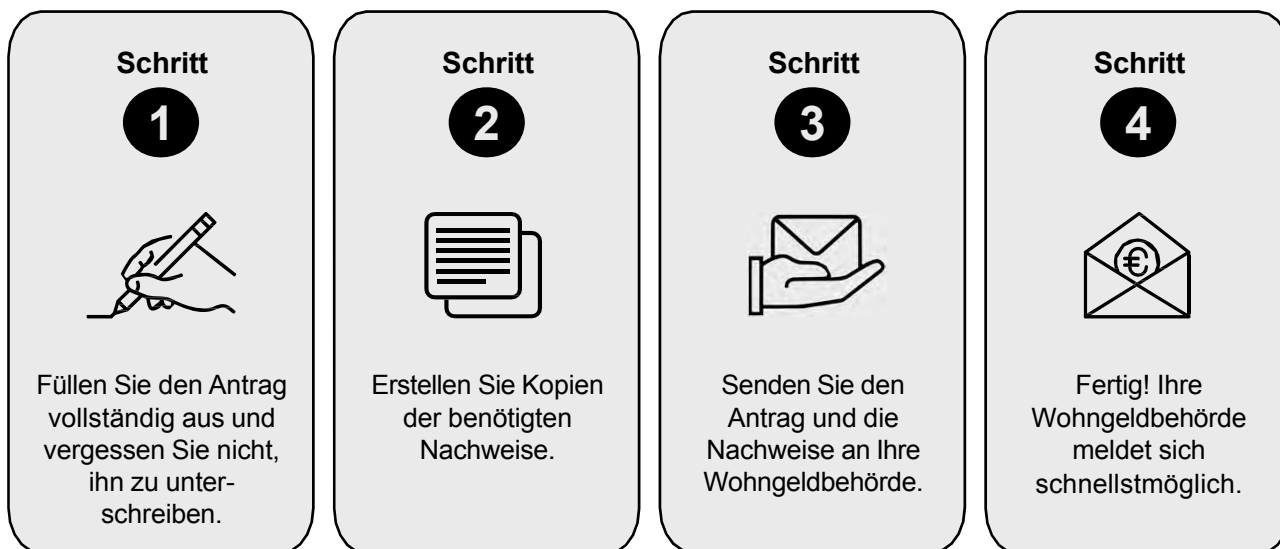 Schritt
1
Füllen Sie den Antrag
vollständig aus und
vergessen Sie nicht,
ihn zu unter-
schreiben.
Schritt
2
Erstellen Sie Kopien
der benötigten
Nachweise.
Schritt
3
Senden Sie den
Antrag und die
Nachweise an Ihre
Wohngeldbehörde.
Schritt
4
€
Fertig! Ihre
Wohngeldbehörde
meldet sich
schnellstmöglich.